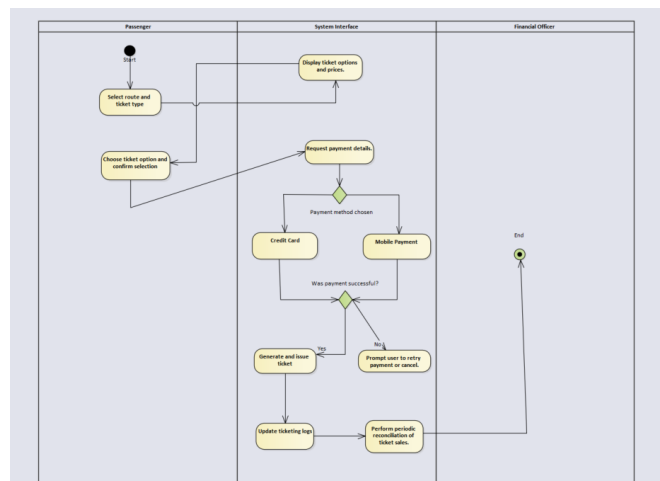 Passenger
System Interface
Financial Officer
Start
Display ticket options
and prices.
Select route and
ticket type
Choose ticket option and
confirm selection
Request payment details.
Payment method chosen
Credit Card
Mobile Payment
End
Was payment successful?
Yes
No
Generate and issue
ticket
Prompt user to retry
payment or cancel.
Update ticketing logs
Perform periodic
reconciliation of
ticket sales.